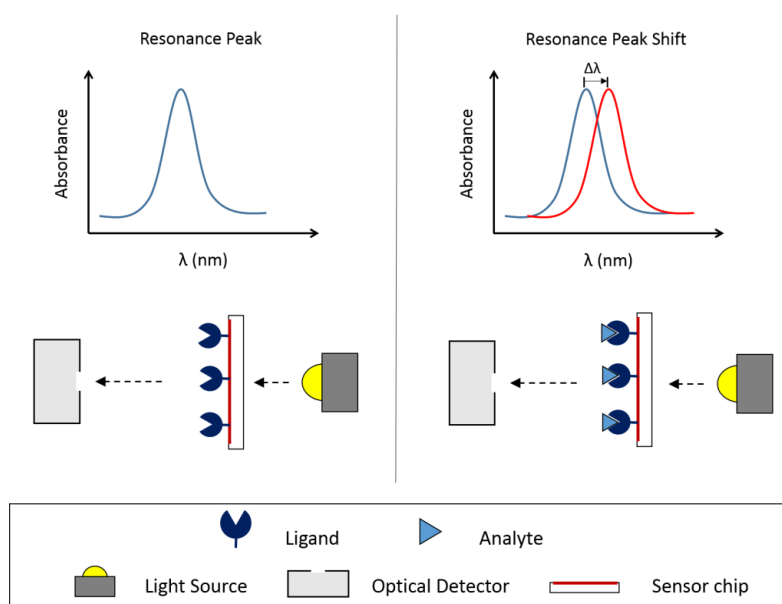 Resonance Peak
Absorbance
λ (nm)
Resonance Peak Shift
Δλ
Absorbance
λ (nm)
Ligand
Analyte
Light Source
Optical Detector
Sensor chip